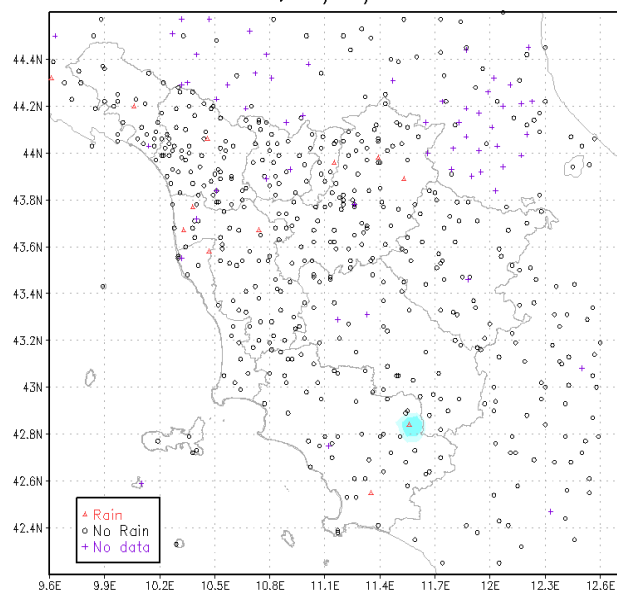 44.4N
44.2N
44N
43.8N
43.6N
43.4N
43.2N
43N
42.8N
42.6N
42.4N
Rain
No Rain
No data
9.6E 9.9E 10.2E 10.5E 10.8E 11.1E 11.4E 11.7E 12E 12.3E 12.6E